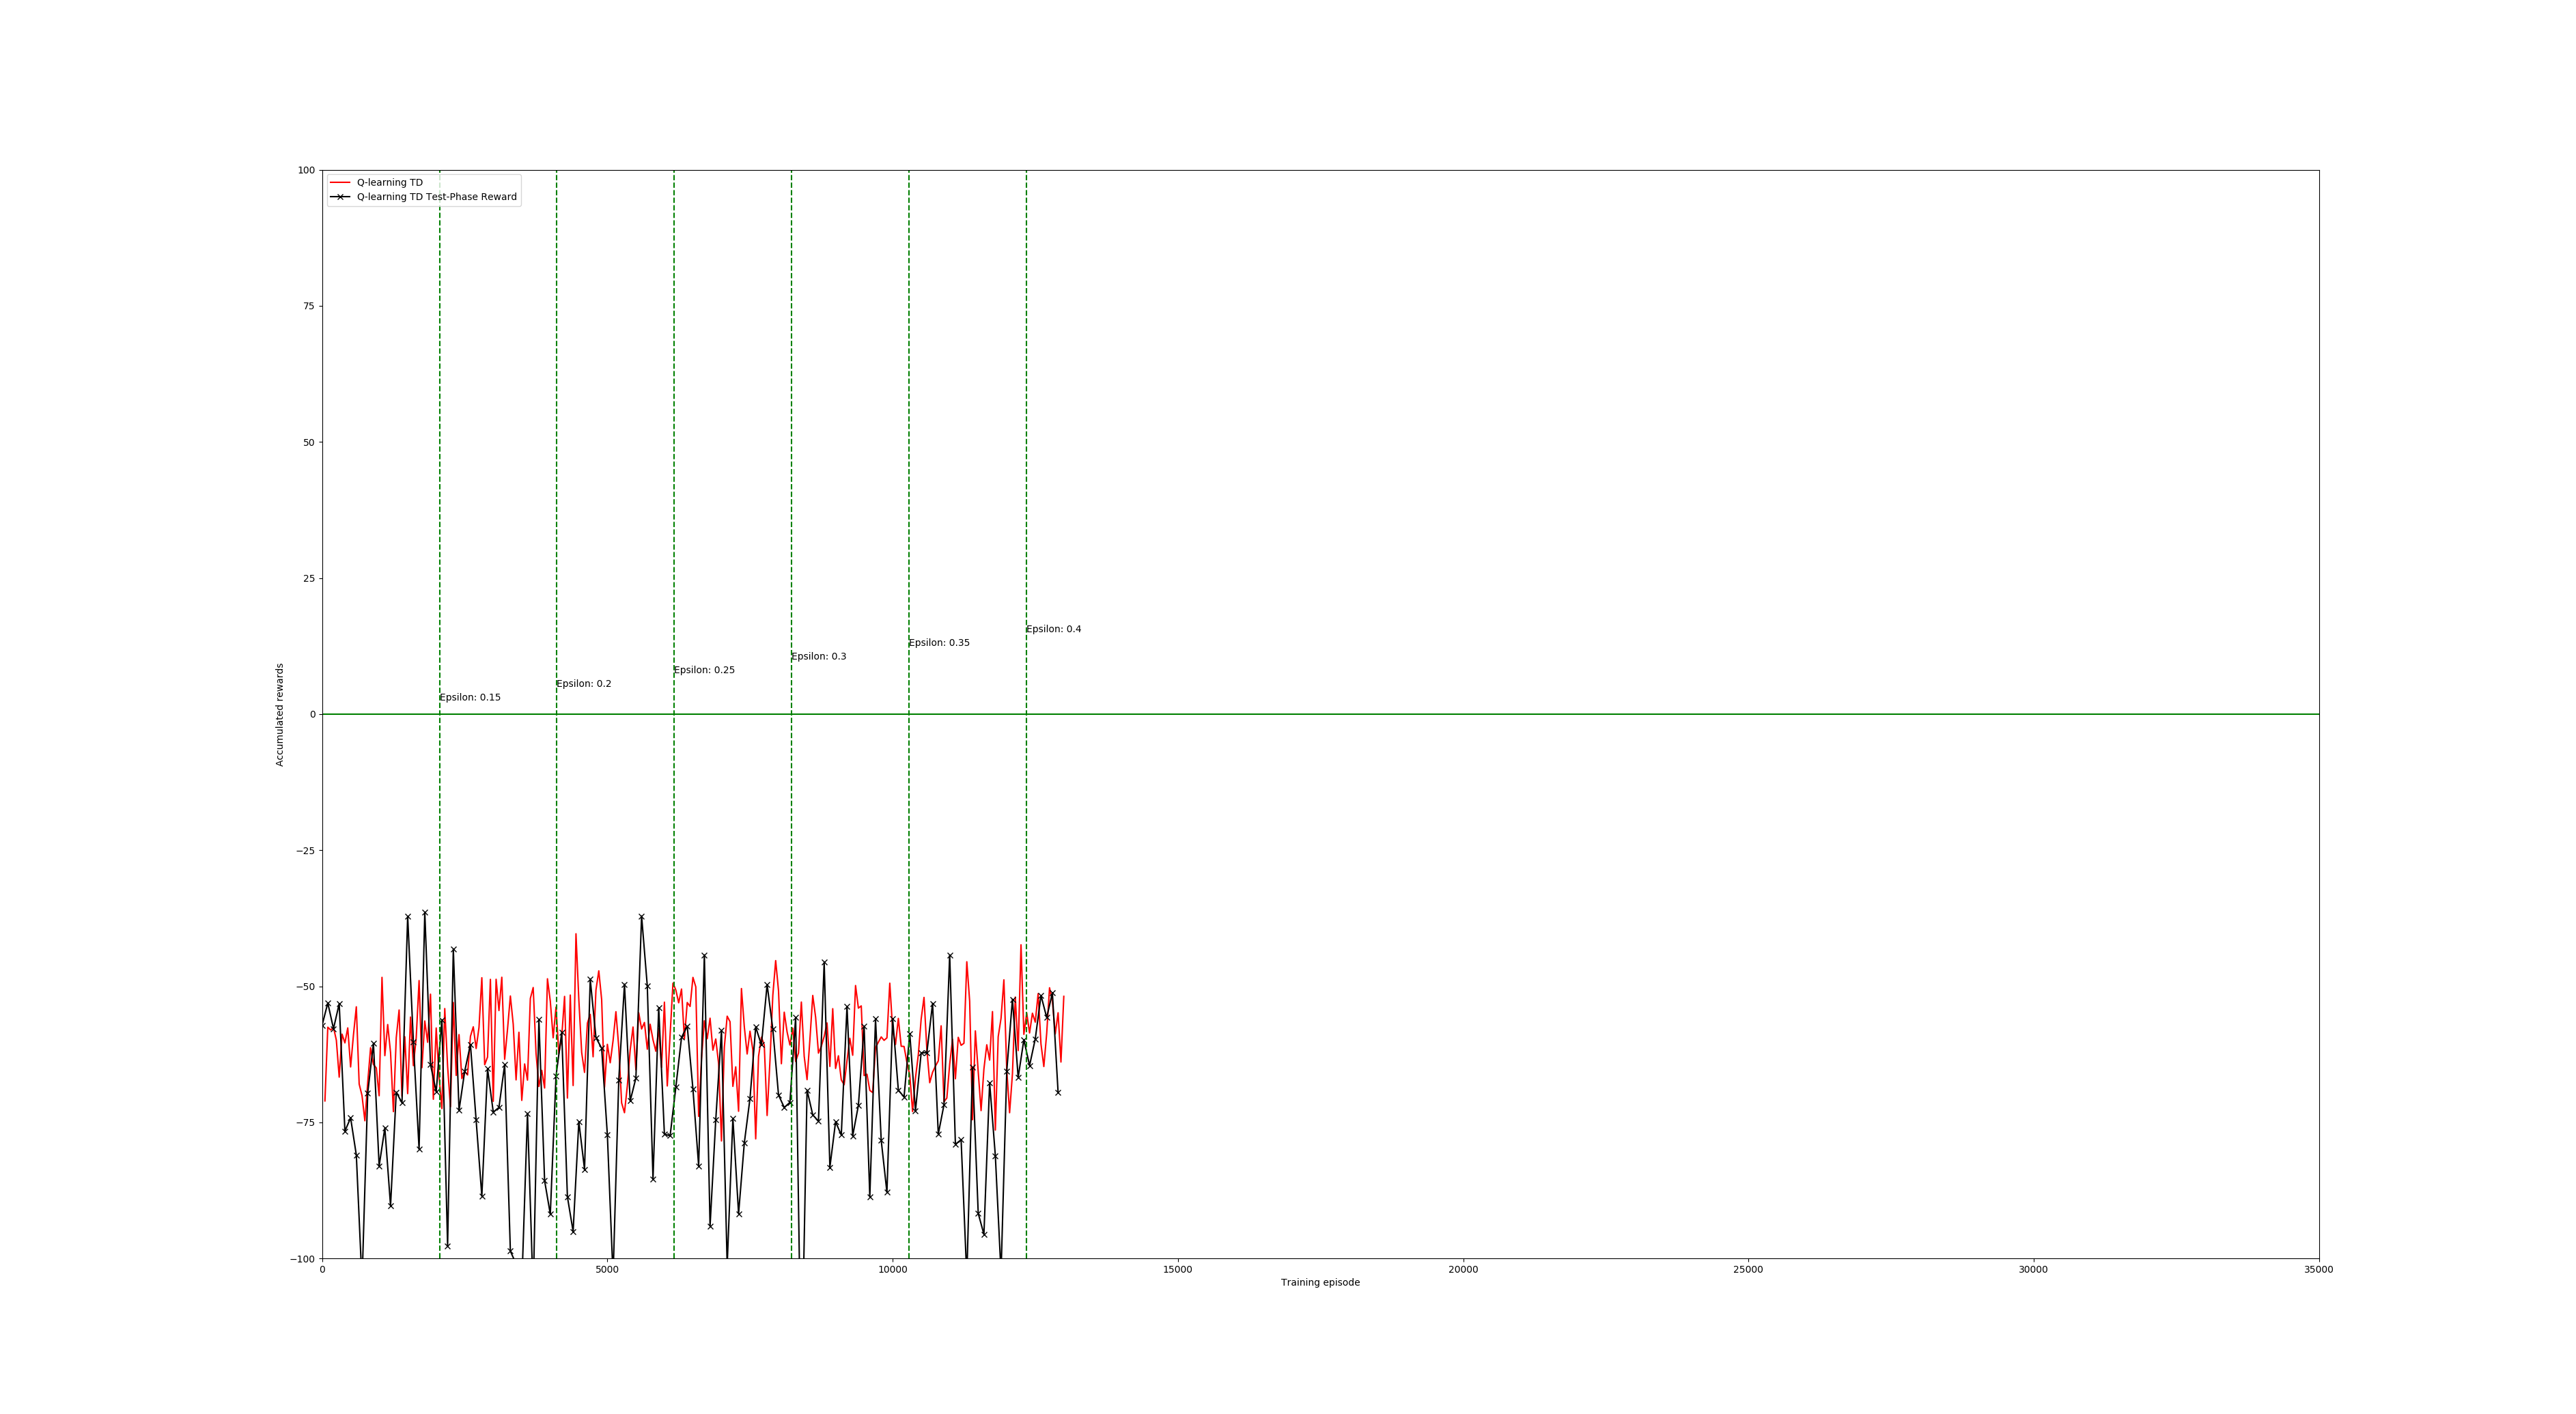 100
Q-learning TD
Q-learning TD Test-Phase Reward
75
50
25
Epsilon: 0.4
Epsilon: 0.35
Epsilon: 0.3
Epsilon: 0.25
Epsilon: 0.2
Epsilon: 0.15
Accumulated rewards
0
−25
−50
−75
−100
0 5000 10000 15000 20000 25000 30000 35000
Training episode